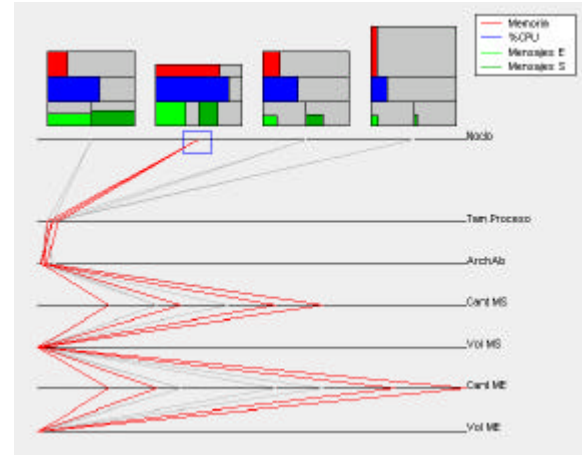 Memoria
%CPU
Mensajes E
Mensajes S
Nodo
Tam Proceso
ArchAb
Cant MS
Vol MS
Cant ME
Vol ME